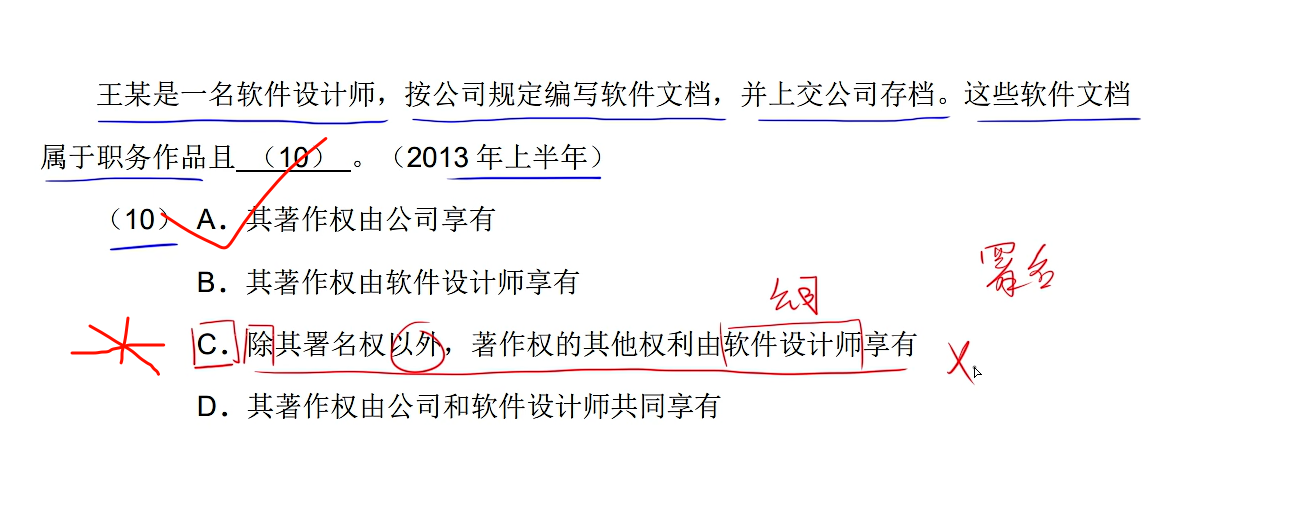 王某是一名软件设计师，按公司规定编写软件文档，并上交公司存档。这些软件文档
属于职务作品且 （10） 。（2013 年上半年）
（10） A．其著作权由公司享有
B．其著作权由软件设计师享有
公司
署名
C．除其署名权以外，著作权的其他权利由软件设计师享有
D．其著作权由公司和软件设计师共同享有